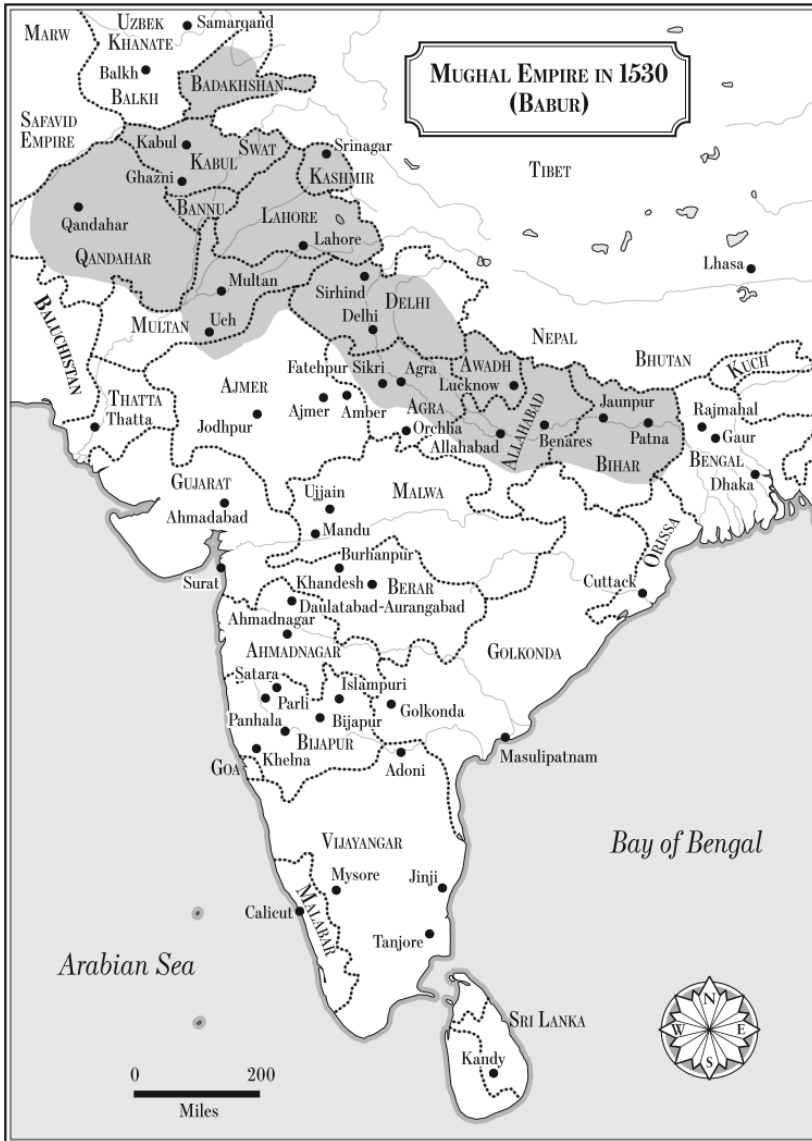 MUGHAL EMPIRE IN 1530
(BABUR)
MARW
UZBEK
KHANATE
Samarqand
Balkh
BALKH
BADAKHSHAN
SAFAVID
EMPIRE
Kabul
KABUL
SWAT
Srinagar
KASHMIR
TIBET
Ghazni
BANNU
Qandahar
LAHORE
Lahore
QANDAHAR
Lhasa
Multan
Sirhind
DELHI
BALUCHISTAN
MULTAN
Uch
Delhi
NEPAL
BHUTAN
KUCH
Fatehpur Sikri
Agra
AWADH
Lucknow
THATTA
Thatta
AJMER
Jodhpur
Ajmer
Amber
AGRA
Orchlia
Allahabad
ALLAHABAD
Benares
Jaunpur
Patna
BIHAR
Rajmahal
Gaur
BENGAL
Dhaka
GUJARAT
Ahmadabad
Ujjain
MALWA
Mandu
ORISSA
Surat
Burhanpur
Khandesh
BERAR
Cuttack
Daulatabad-Aurangabad
Ahmadnagar
AHMADNAGAR
GOLKONDA
Satara
Parli
Islampuri
Golkonda
Panhala
Bijapur
BIJAPUR
Khelna
GOA
Adoni
Masulipatnam
VIJAYANGAR
Bay of Bengal
Mysore
Jinji
Calicut
MALABAR
Tanjore
Arabian Sea
SRI LANKA
Kandy
N
W
E
S
0
200
Miles